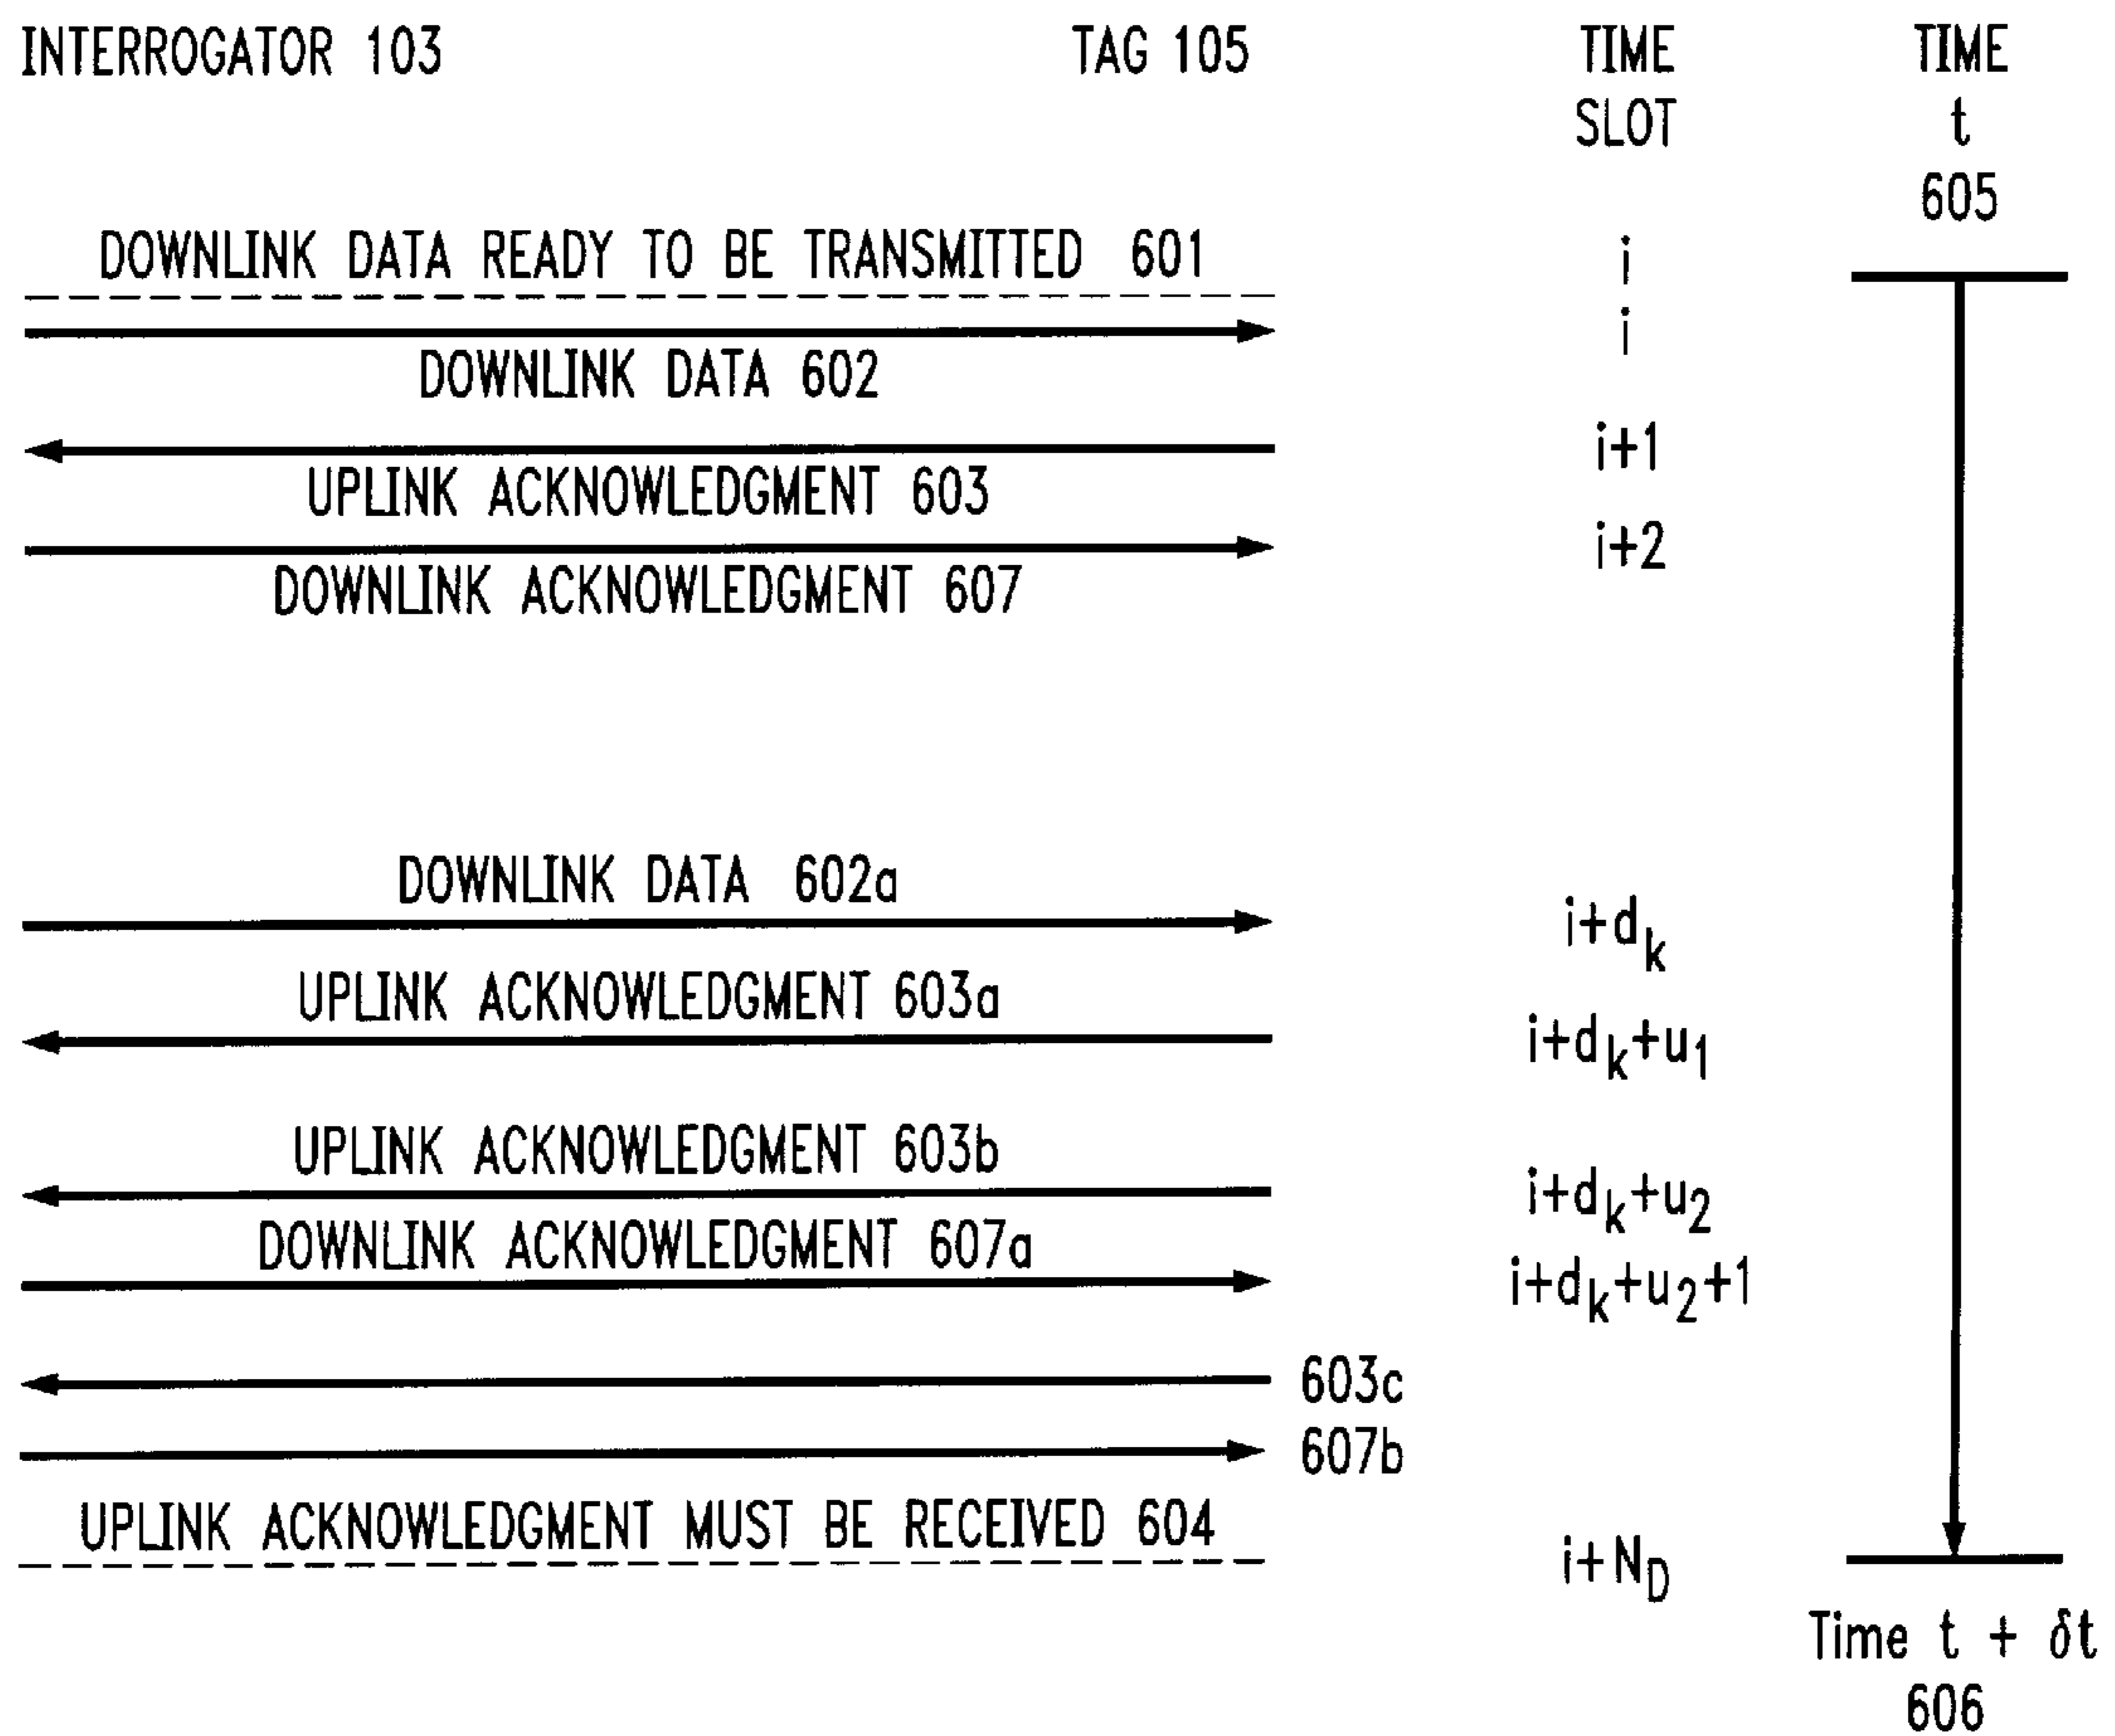 INTERROGATOR 103 TAG 105 TIME SLOT TIME t 605
DOWNLINK DATA READY TO BE TRANSMITTED 601 i
i
DOWNLINK DATA 602
i+1
UPLINK ACKNOWLEDGMENT 603
i+2
DOWNLINK ACKNOWLEDGMENT 607
DOWNLINK DATA 602a
i+dk
UPLINK ACKNOWLEDGMENT 603a
i+dk+u1
UPLINK ACKNOWLEDGMENT 603b
i+dk+u2
DOWNLINK ACKNOWLEDGMENT 607a
i+dk+u2+1
603c
607b
UPLINK ACKNOWLEDGMENT MUST BE RECEIVED 604
i+ND
Time t + δt
606